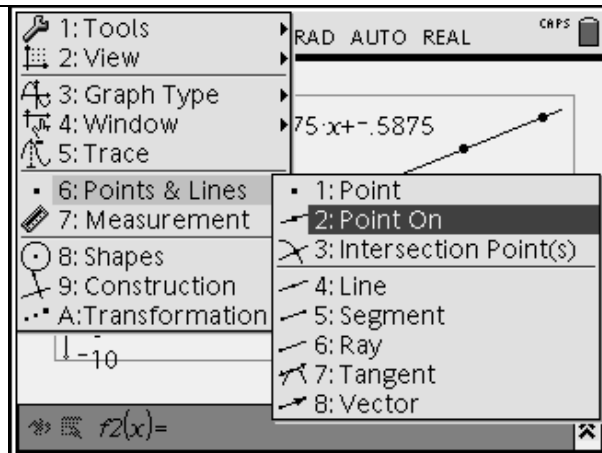 1: Tools
RAD AUTO REAL
CAPS
2: View
3: Graph Type
4: Window
75·x+-.5875
5: Trace
6: Points & Lines
7: Measurement
8: Shapes
9: Construction
A:Transformation
1: Point
2: Point On
3: Intersection Point(s)
4: Line
5: Segment
6: Ray
7: Tangent
8: Vector
-10
f2(x)=